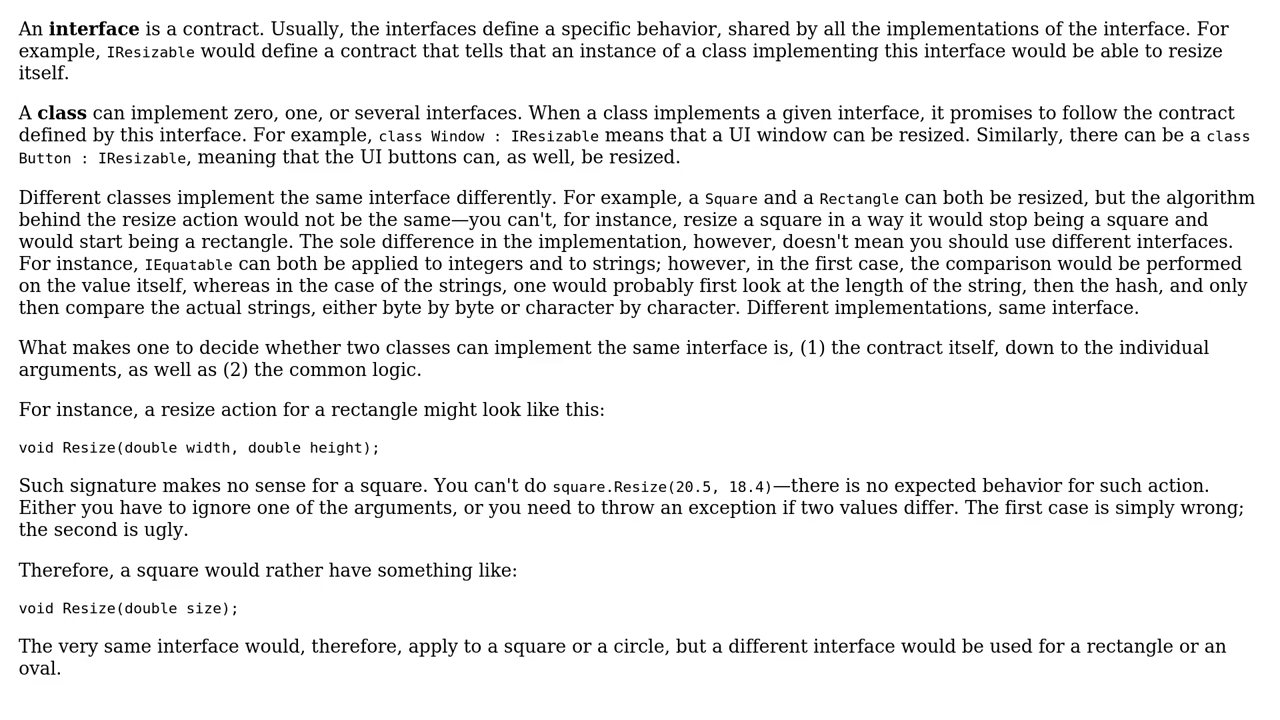 An interface is a contract. Usually, the interfaces define a specific behavior, shared by all the implementations of the interface. For
example, IResizable would define a contract that tells that an instance of a class implementing this interface would be able to resize
itself.
A class can implement zero, one, or several interfaces. When a class implements a given interface, it promises to follow the contract
defined by this interface. For example, class Window : IResizable means that a UI window can be resized. Similarly, there can be a class
Button : IResizable, meaning that the UI buttons can, as well, be resized.
Different classes implement the same interface differently. For example, a Square and a Rectangle can both be resized, but the algorithm
behind the resize action would not be the same—you can't, for instance, resize a square in a way it would stop being a square and
would start being a rectangle. The sole difference in the implementation, however, doesn't mean you should use different interfaces.
For instance, IEquatable can both be applied to integers and to strings; however, in the first case, the comparison would be performed
on the value itself, whereas in the case of the strings, one would probably first look at the length of the string, then the hash, and only
then compare the actual strings, either byte by byte or character by character. Different implementations, same interface.
What makes one to decide whether two classes can implement the same interface is, (1) the contract itself, down to the individual
arguments, as well as (2) the common logic.
For instance, a resize action for a rectangle might look like this:
void Resize(double width, double height);
Such signature makes no sense for a square. You can't do square.Resize(20.5, 18.4)—there is no expected behavior for such action.
Either you have to ignore one of the arguments, or you need to throw an exception if two values differ. The first case is simply wrong;
the second is ugly.
Therefore, a square would rather have something like:
void Resize(double size);
The very same interface would, therefore, apply to a square or a circle, but a different interface would be used for a rectangle or an
oval.